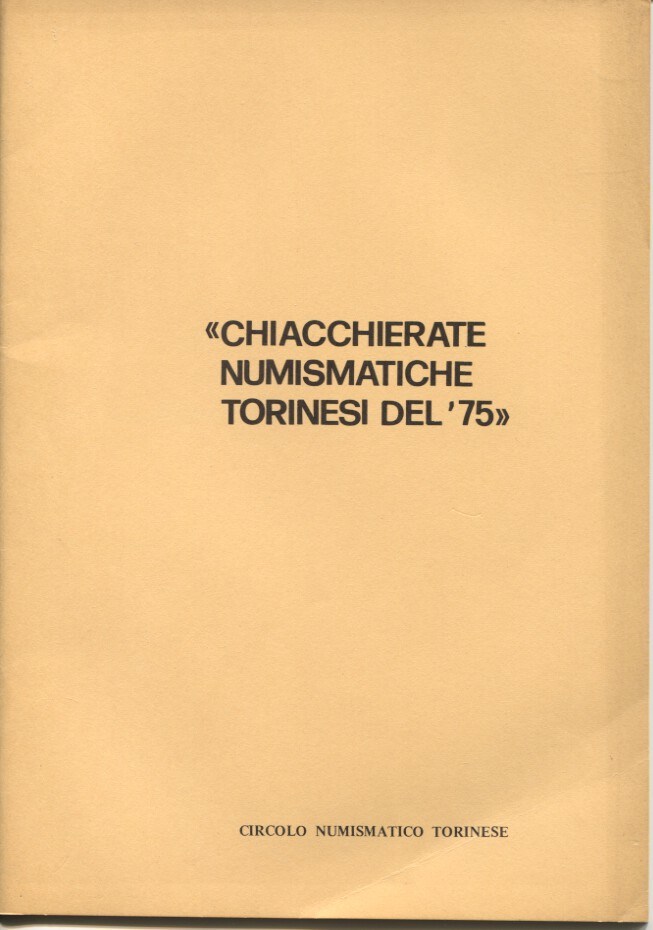 «CHIACCHIERATE
NUMISMATICHE
TORINESI DEL '75»
CIRCOLO NUMISMATICO TORINESE